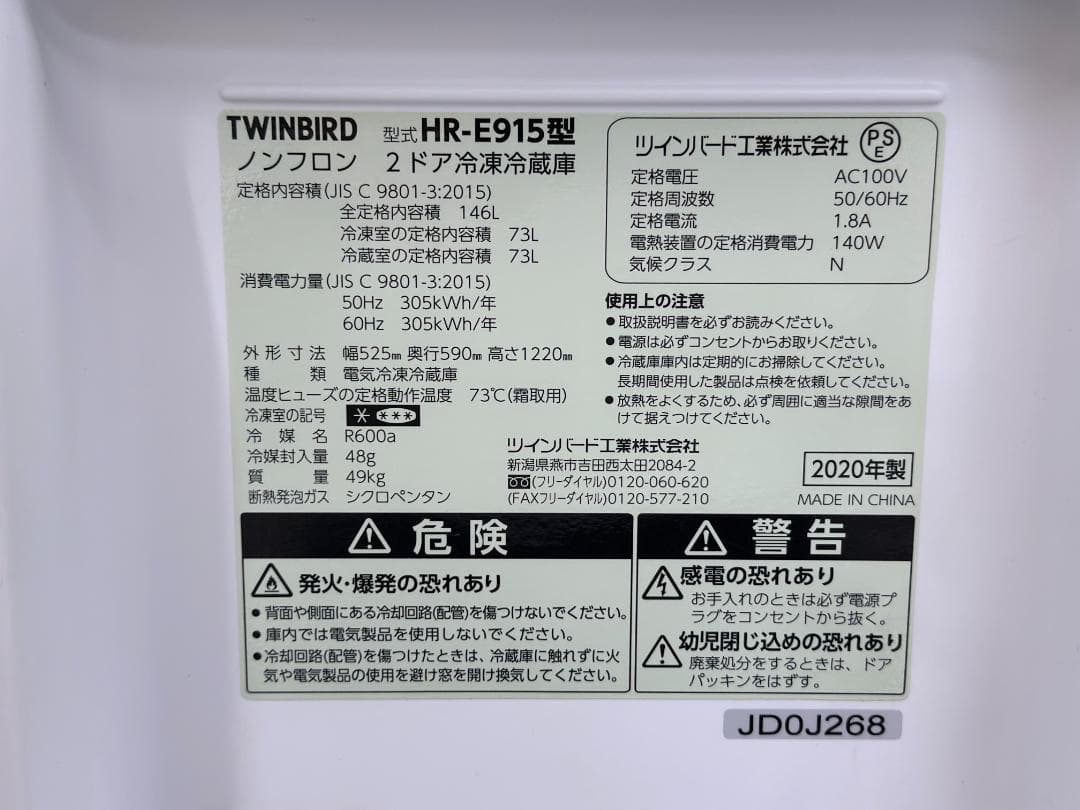 TWINBIRD 型式 HR-E915型
ノンフロン 2ドア冷凍冷蔵庫
定格内容積(JIS C 9801-3:2015)
全定格内容積 146L
冷凍室の定格内容積 73L
冷蔵室の定格内容積 73L
消費電力量(JIS C 9801-3:2015)
50Hz 305kWh/年
60Hz 305kWh/年
外形寸法 幅525㎜ 奥行590㎜ 高さ1220㎜
種類 電気冷凍冷蔵庫
温度ヒューズの定格動作温度 73℃(霜取用)
冷凍室の記号 * ***
冷媒名 R600a
冷媒封入量 48g
質量 49kg
断熱発泡ガス シクロペンタン
ツインバード工業株式会社 PSE
定格電圧 AC100V
定格周波数 50/60Hz
定格電流 1.8A
電熱装置の定格消費電力 140W
気候クラス N
使用上の注意
●取扱説明書を必ずお読みください。
●電源は必ずコンセントからお取りください。
●冷蔵庫庫内は定期的にお掃除してください。
長期間使用した製品は点検を依頼してください。
●放熱をよくするため、必ず周囲に適当な隙間をあ
けて据えつけてください。
ツインバード工業株式会社
新潟県燕市吉田西太田2084-2
(フリーダイヤル)0120-060-620
(FAXフリーダイヤル)0120-577-210
2020年製
MADE IN CHINA
⚠危険
発火・爆発の恐れあり
●背面や側面にある冷却回路(配管)を傷つけないでください。
●庫内では電気製品を使用しないでください。
●冷却回路(配管)を傷つけたときは、冷蔵庫に触れずに火
気や電気製品の使用を避け窓を開け換気してください。
⚠警告
感電の恐れあり
お手入れのときは必ず電源プ
ラグをコンセントから抜く。
幼児閉じ込めの恐れあり
廃棄処分をするときは、ドア
パッキンをはずす。
JD0J268